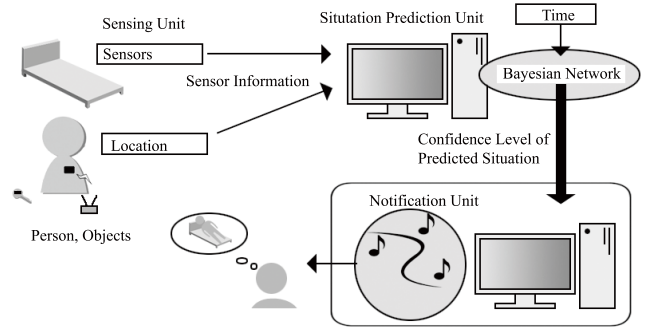 Sensing Unit
Sensors
Sensor Information
Location
Person, Objects
Situtation Prediction Unit
Time
Bayesian Network
Confidence Level of
Predicted Situation
Notification Unit